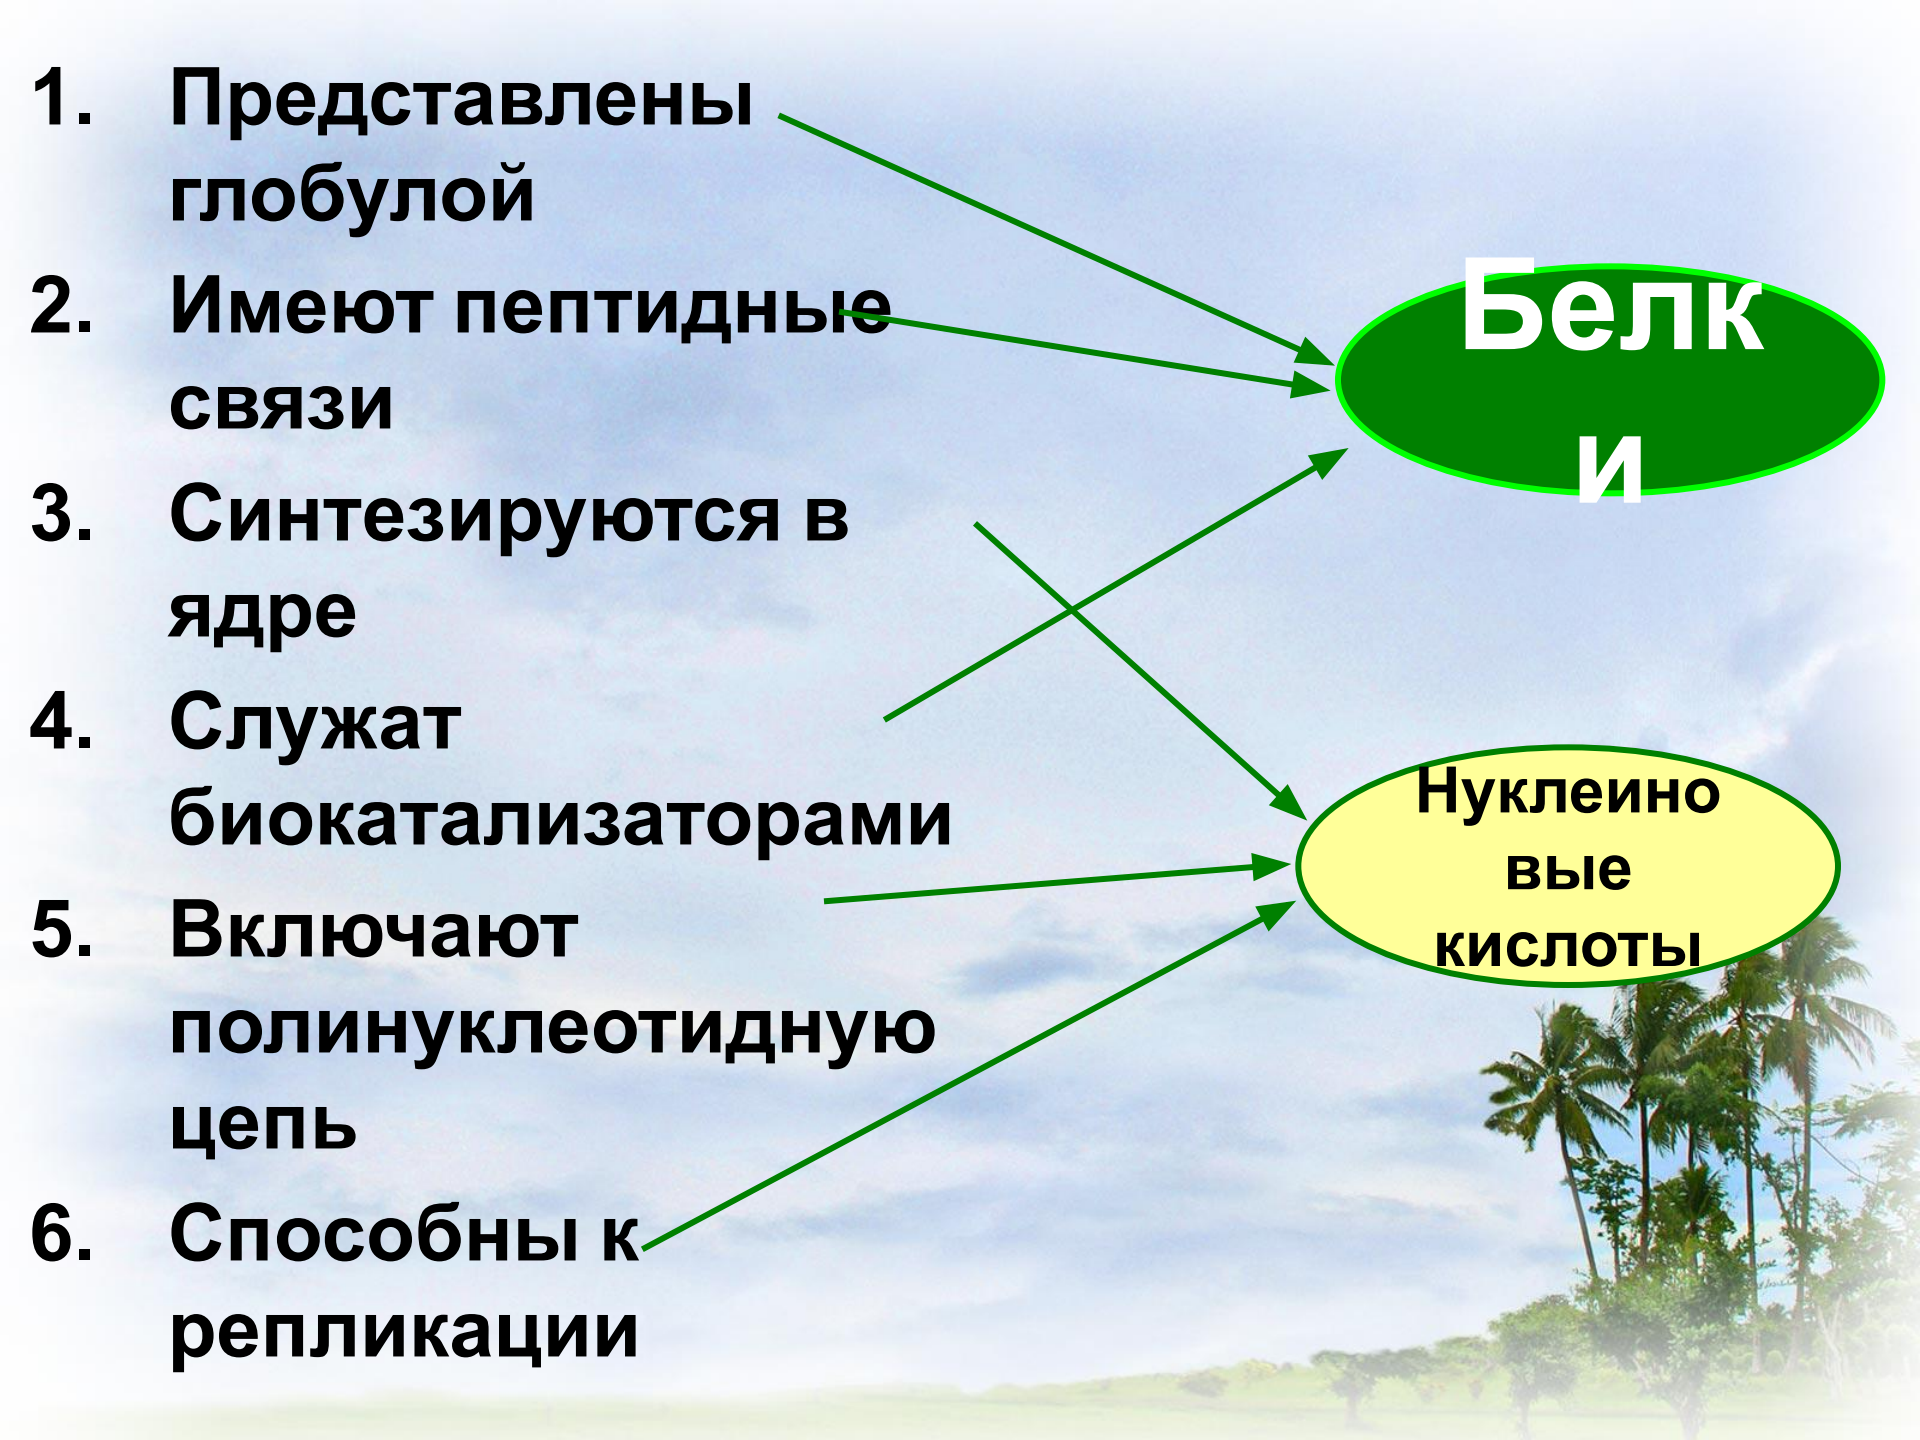 1. Представлены
глобулой
2. Имеют пептидные
связи
3. Синтезируются в
ядре
4. Служат
биокатализаторами
5. Включают
полинуклеотидную
цепь
6. Способны к
репликации
Белк
и
Нуклеино
вые
кислоты